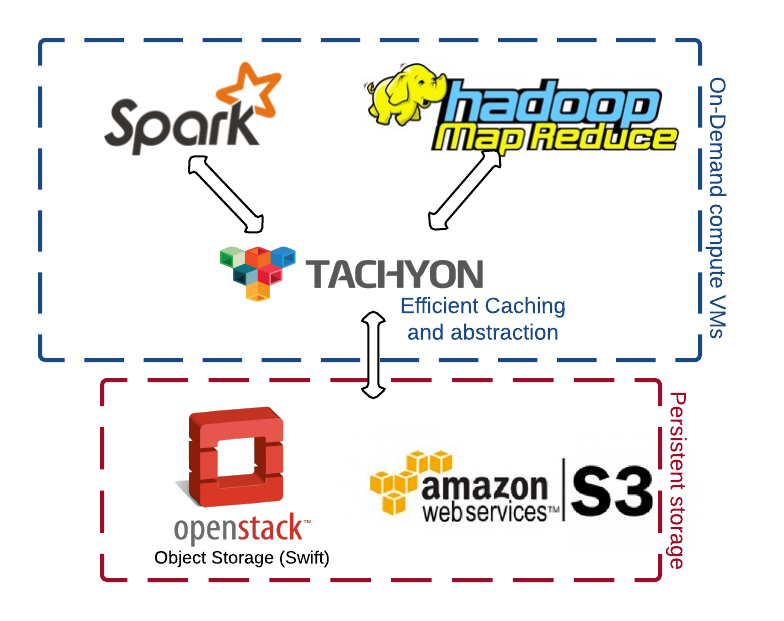 Spark
hadoop
Map Reduce
On-Demand compute VMs
TACHYON
Efficient Caching
and abstraction
Persistent storage
openstack™
Object Storage (Swift)
amazon
web services™
S3